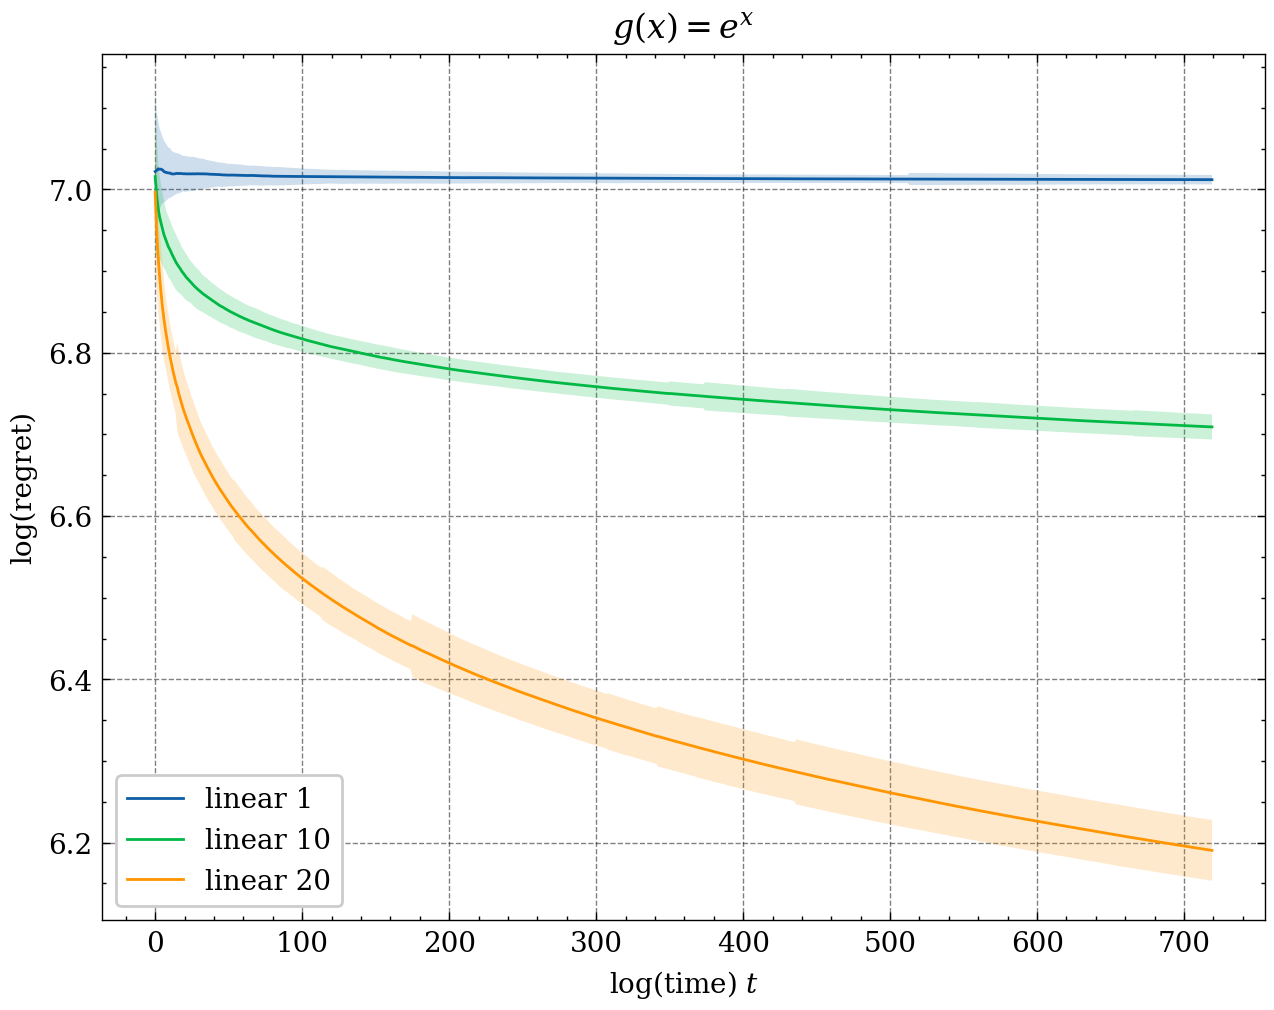 g(x) = eˣ
log(regret)
7.0
6.8
6.6
6.4
6.2
linear 1
linear 10
linear 20
0 100 200 300 400 500 600 700
log(time) t